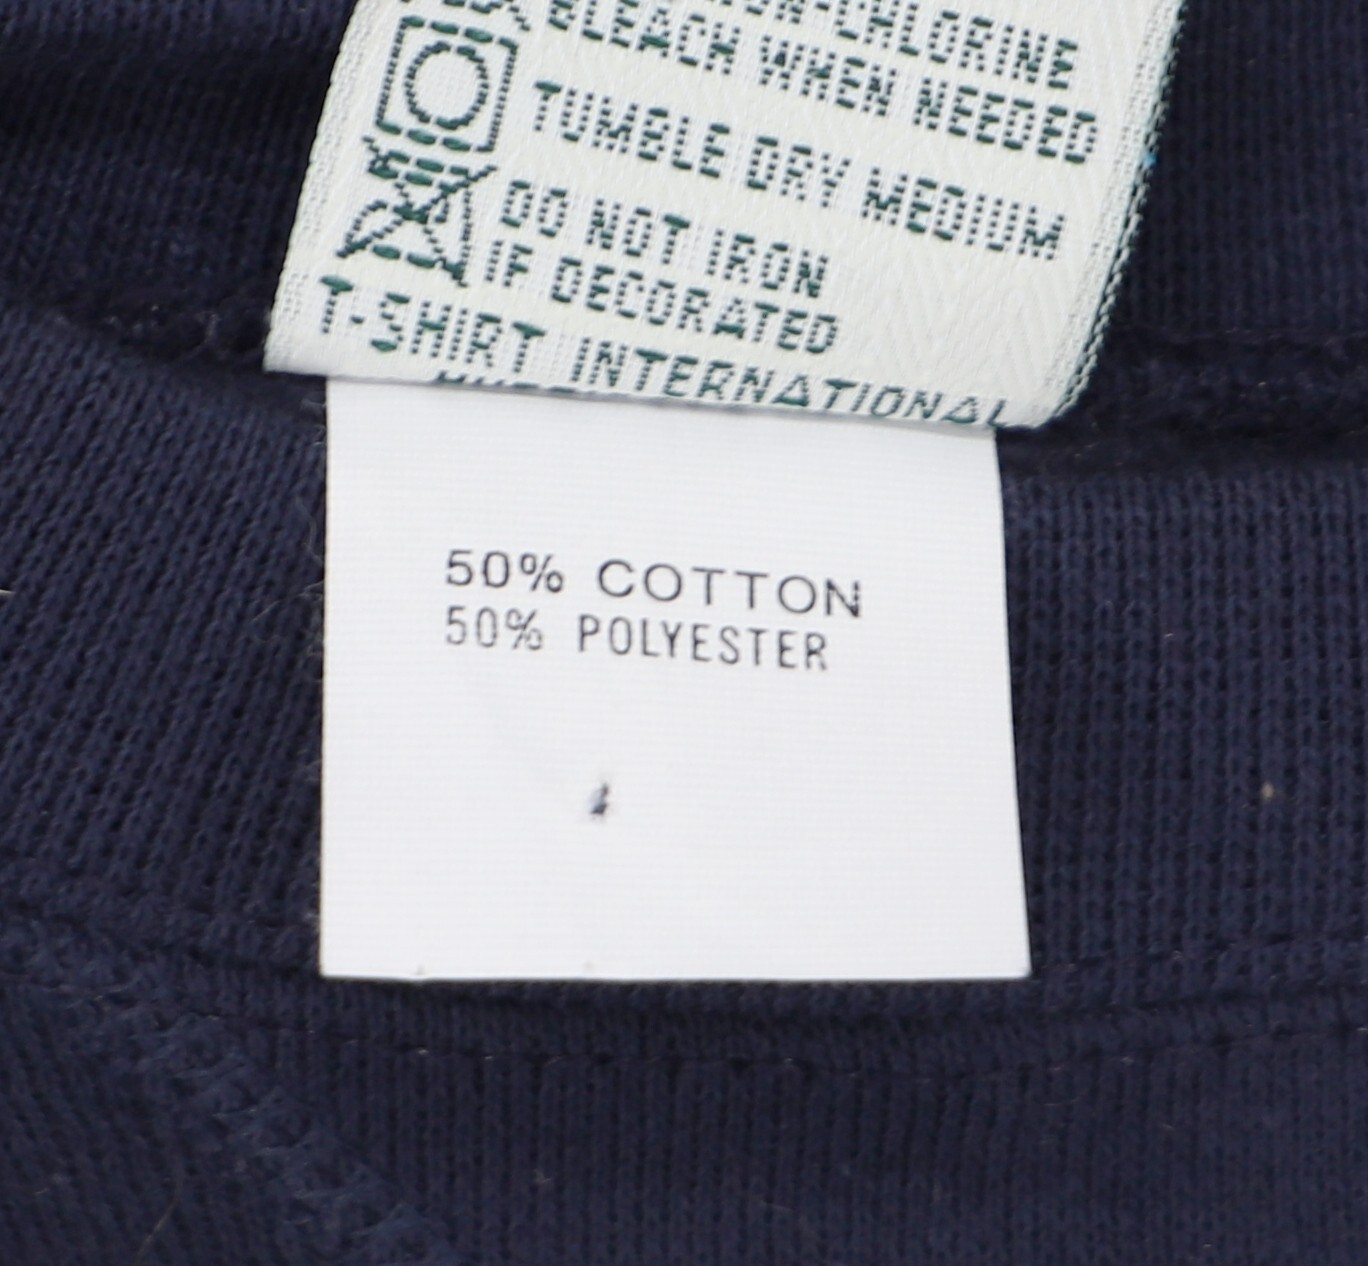 -CHLORINE
BLEACH WHEN NEEDED
TUMBLE DRY MEDIUM
DO NOT IRON
IF DECORATED
T-SHIRT INTERNATIONAL
50% COTTON
50% POLYESTER